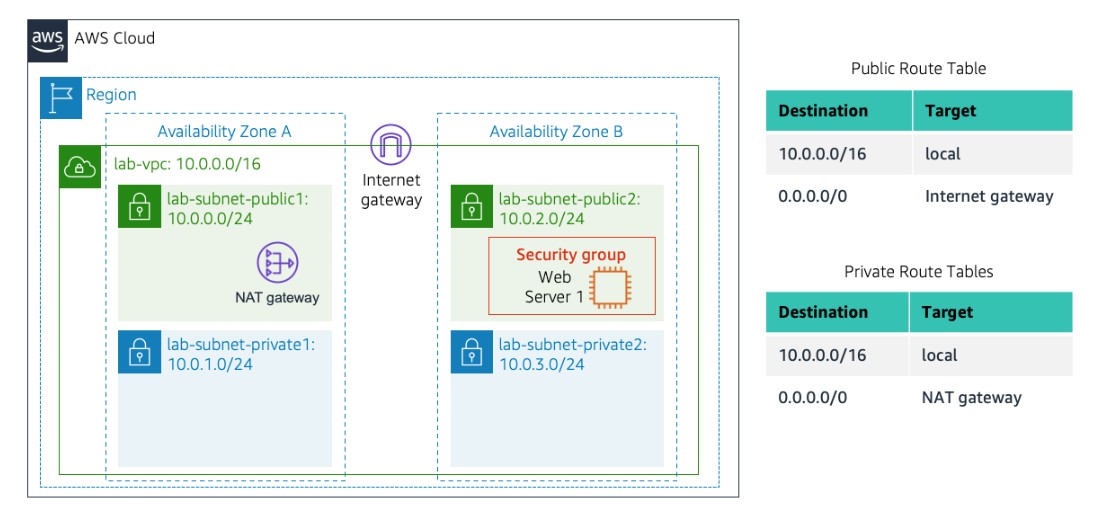 aws
AWS Cloud
Region
Availability Zone A
Availability Zone B
lab-vpc: 10.0.0.0/16
Internet
gateway
lab-subnet-public1:
10.0.0.0/24
NAT gateway
lab-subnet-public2:
10.0.2.0/24
Security group
Web
Server 1
lab-subnet-private1:
10.0.1.0/24
lab-subnet-private2:
10.0.3.0/24
Public Route Table
Destination Target
10.0.0.0/16 local
0.0.0.0/0 Internet gateway
Private Route Tables
Destination Target
10.0.0.0/16 local
0.0.0.0/0 NAT gateway